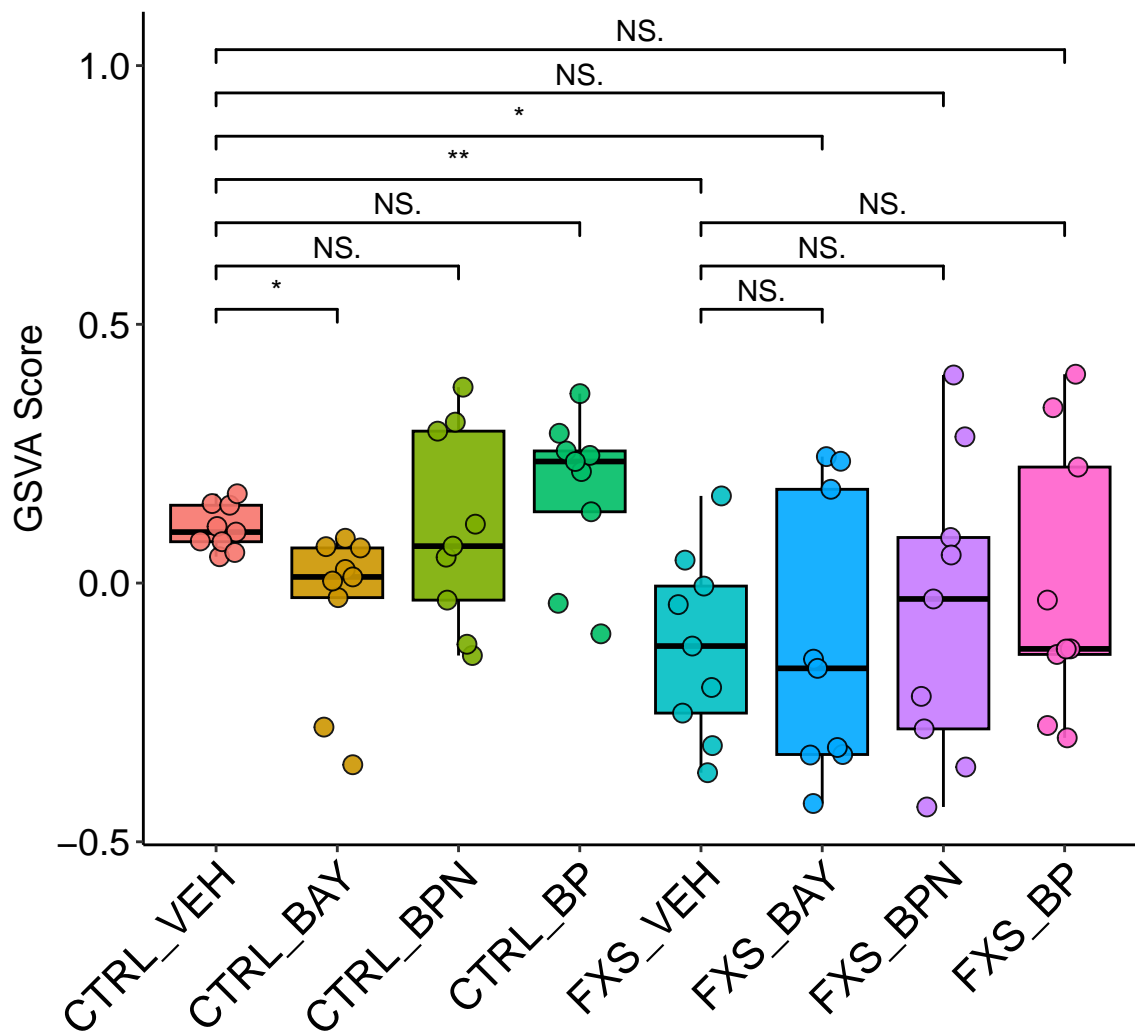 NS.
1.0
NS.
*
**
NS.
NS.
NS.
NS.
*
NS.
0.5
GSVA Score
0.0
−0.5
CTRL_VEH
CTRL_BAY
CTRL_BPN
CTRL_BP
FXS_VEH
FXS_BAY
FXS_BPN
FXS_BP